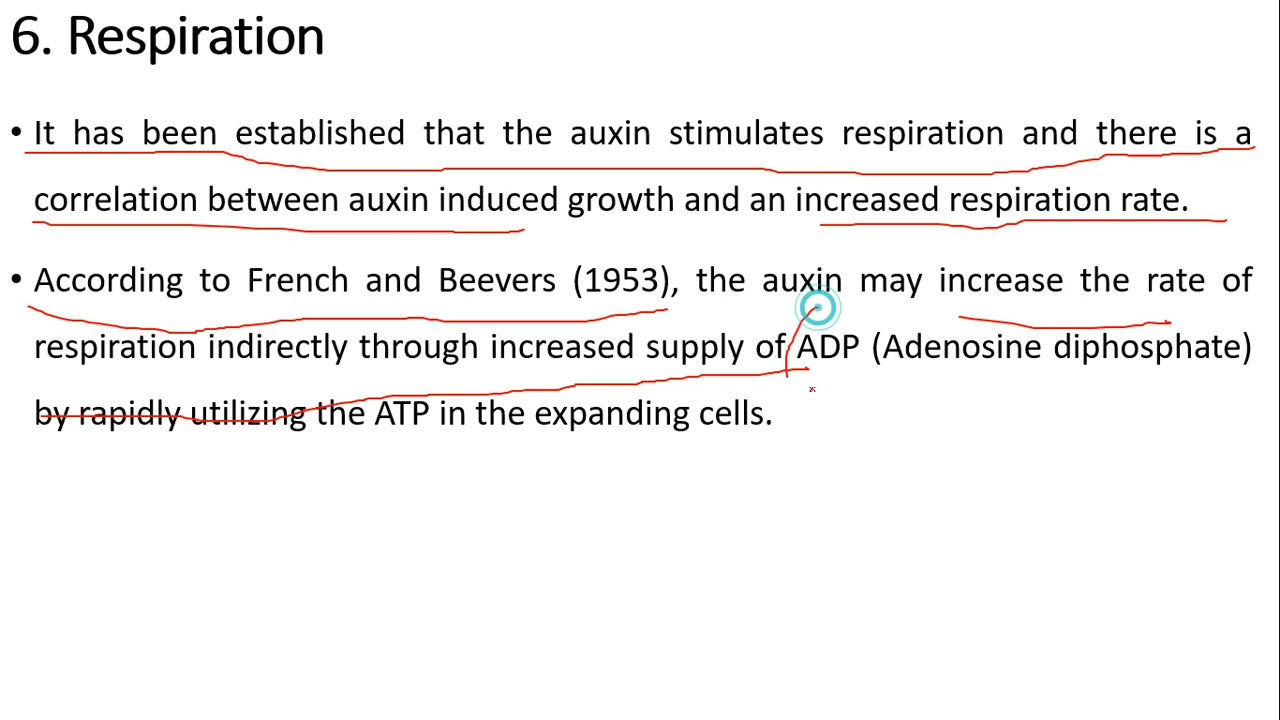 6. Respiration
• It has been established that the auxin stimulates respiration and there is a
correlation between auxin induced growth and an increased respiration rate.
• According to French and Beevers (1953), the auxin may increase the rate of
respiration indirectly through increased supply of ADP (Adenosine diphosphate)
by rapidly utilizing the ATP in the expanding cells.